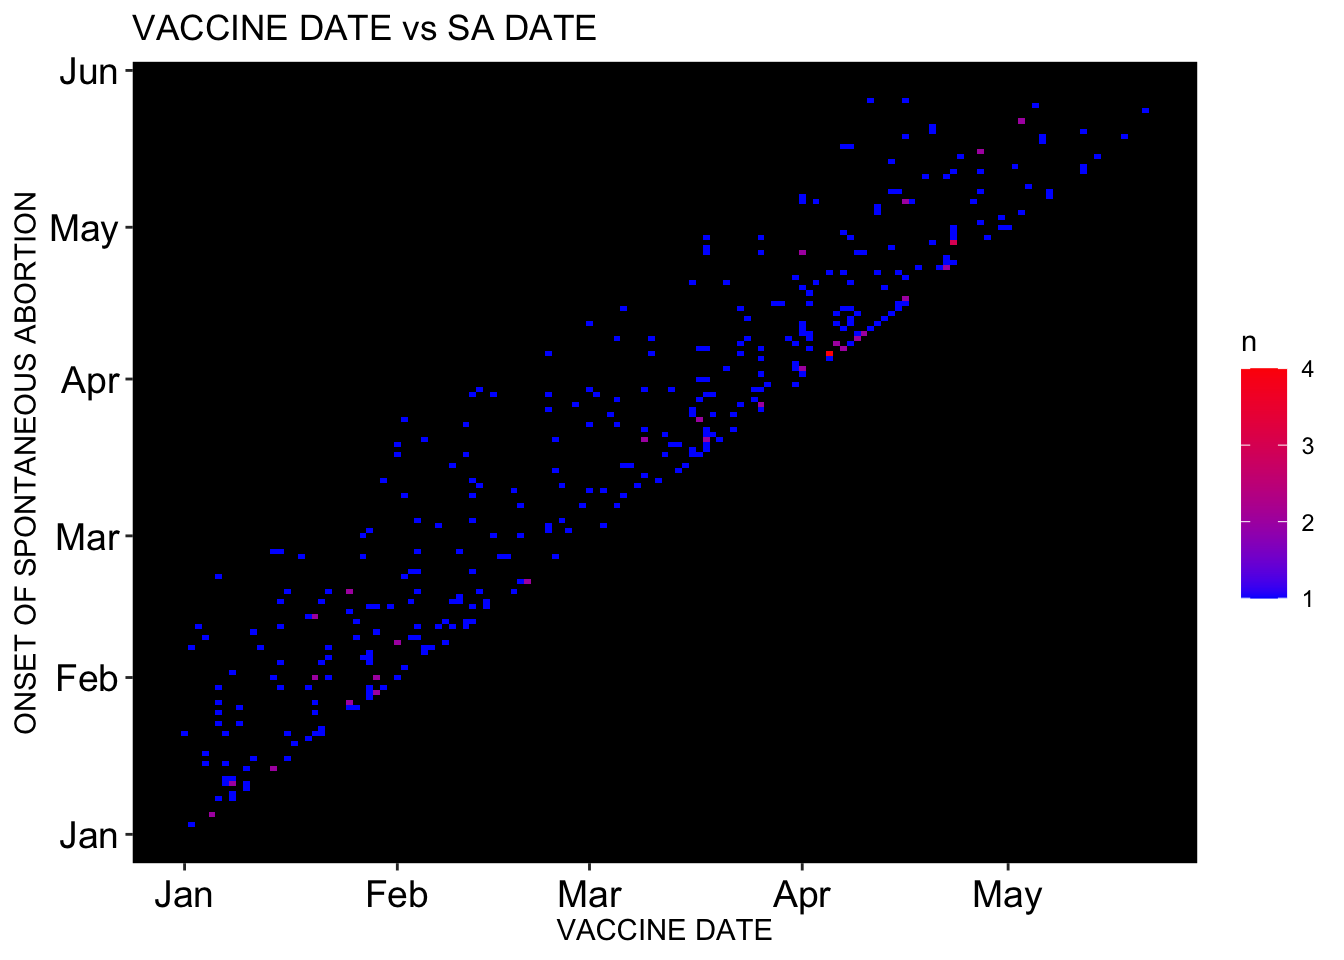 VACCINE DATE vs SA DATE
Jun
May
Apr
Mar
Feb
Jan
ONSET OF SPONTANEOUS ABORTION
Jan
Feb
Mar
Apr
May
VACCINE DATE
n
4
3
2
1